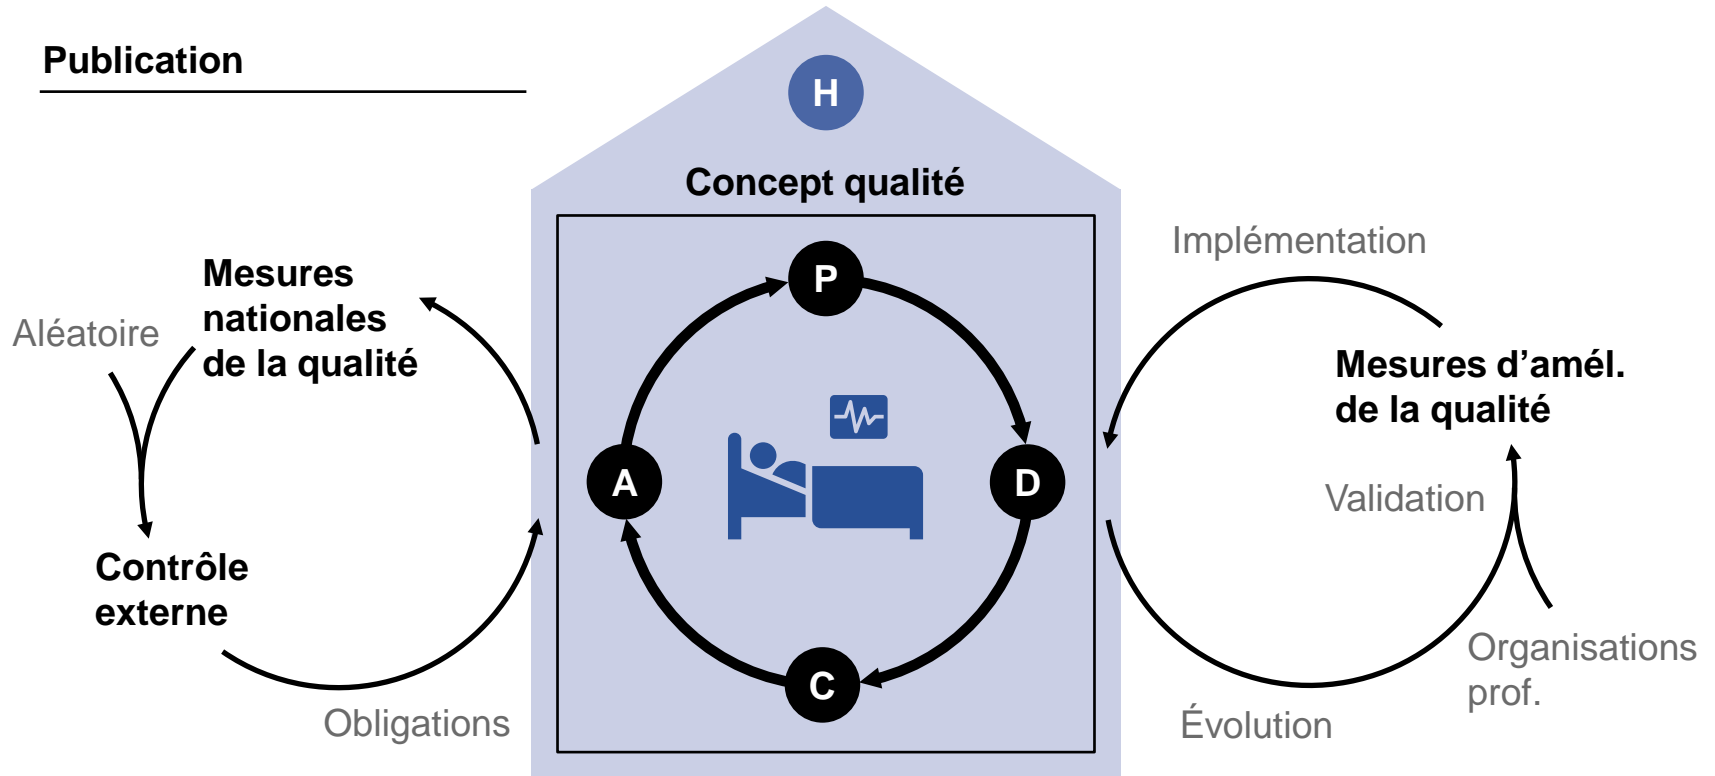 Publication
H
Concept qualité
Mesures
nationales
de la qualité
Aléatoire
Contrôle
externe
Obligations
P
D
C
A
Implémentation
Mesures d’amél.
de la qualité
Validation
Organisations
prof.
Évolution